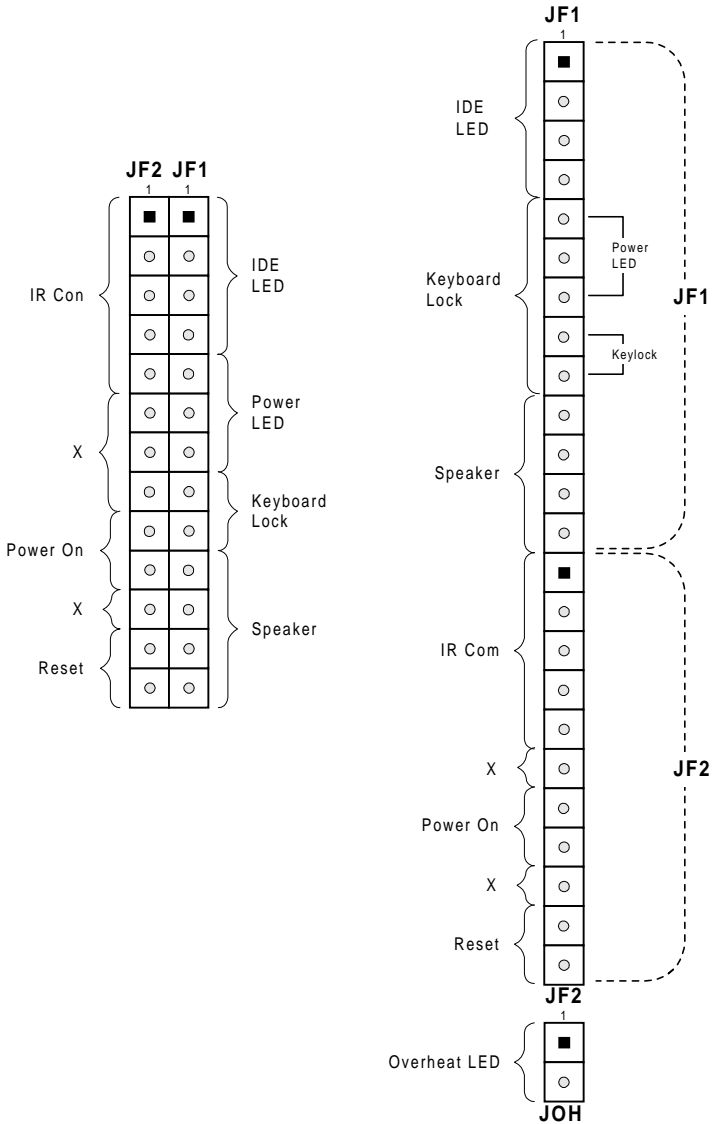 JF2 JF1
1 1
IR Con
X
Power On
X
Reset
IDE
LED
Power
LED
Keyboard
Lock
Speaker
JF1
1
IDE
LED
Keyboard
Lock
Power
LED
Keylock
JF1
Speaker
IR Com
X
Power On
X
Reset
JF2
JF2
1
Overheat LED
JOH